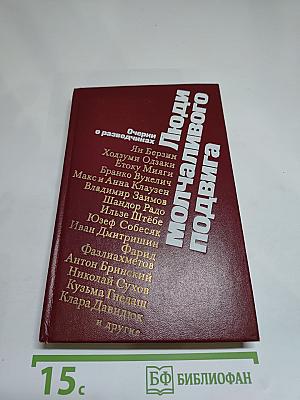 Люди
молчаливого
подвига
Очерки
о разведчиках
Ян Берзин
Ходзуми Одзаки
Ётоку Мияги
Бранко Вукелич
Макс и Анна Клаузен
Владимир Заимов
Шандор Радо
Ильзе Штёбе
Юзеф Собесяк
Иван Дмитришин
Фарид
Фазлиахметов
Антон Бринский
Николай Сухов
Кузьма Гнедаш
Клара Давидюк
и другие
15с
БФ БИБЛИОФАН